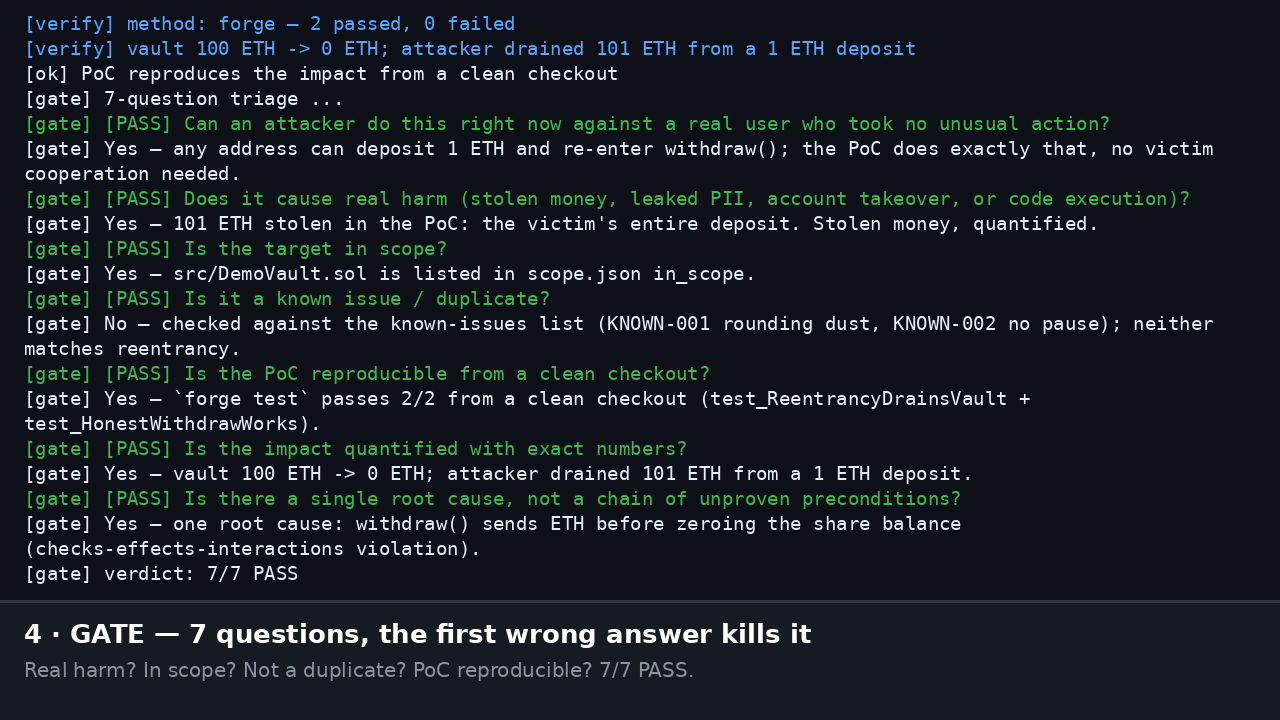 [verify] method: forge — 2 passed, 0 failed
[verify] vault 100 ETH -> 0 ETH; attacker drained 101 ETH from a 1 ETH deposit
[ok] PoC reproduces the impact from a clean checkout
[gate] 7-question triage ...
[gate] [PASS] Can an attacker do this right now against a real user who took no unusual action?
[gate] Yes — any address can deposit 1 ETH and re-enter withdraw(); the PoC does exactly that, no victim
cooperation needed.
[gate] [PASS] Does it cause real harm (stolen money, leaked PII, account takeover, or code execution)?
[gate] Yes — 101 ETH stolen in the PoC: the victim's entire deposit. Stolen money, quantified.
[gate] [PASS] Is the target in scope?
[gate] Yes — src/DemoVault.sol is listed in scope.json in_scope.
[gate] [PASS] Is it a known issue / duplicate?
[gate] No — checked against the known-issues list (KNOWN-001 rounding dust, KNOWN-002 no pause); neither
matches reentrancy.
[gate] [PASS] Is the PoC reproducible from a clean checkout?
[gate] Yes — `forge test` passes 2/2 from a clean checkout (test_ReentrancyDrainsVault +
test_HonestWithdrawWorks).
[gate] [PASS] Is the impact quantified with exact numbers?
[gate] Yes — vault 100 ETH -> 0 ETH; attacker drained 101 ETH from a 1 ETH deposit.
[gate] [PASS] Is there a single root cause, not a chain of unproven preconditions?
[gate] Yes — one root cause: withdraw() sends ETH before zeroing the share balance
(checks-effects-interactions violation).
[gate] verdict: 7/7 PASS
4 · GATE — 7 questions, the first wrong answer kills it
Real harm? In scope? Not a duplicate? PoC reproducible? 7/7 PASS.